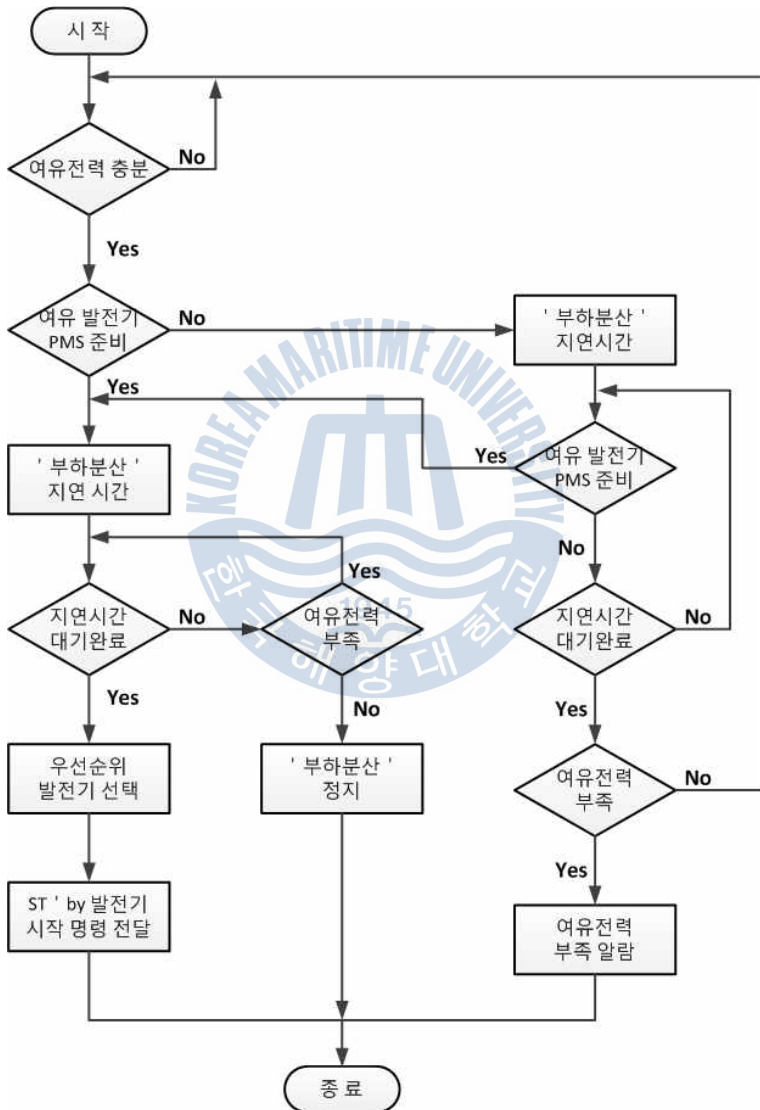 시 작
여유전력 충분
No
Yes
여유 발전기
PMS 준비
No
Yes
' 부하분산 '
지연시간
' 부하분산 '
지연 시간
여유 발전기
PMS 준비
Yes
No
지연시간
대기완료
No
Yes
여유전력
부족
Yes
No
지연시간
대기완료
No
Yes
우선순위
발전기 선택
' 부하분산 '
정지
여유전력
부족
No
Yes
ST ' by 발전기
시작 명령 전달
여유전력
부족 알람
종 료
KOREA MARITIME UNIVERSITY
1945
한국해양대학교